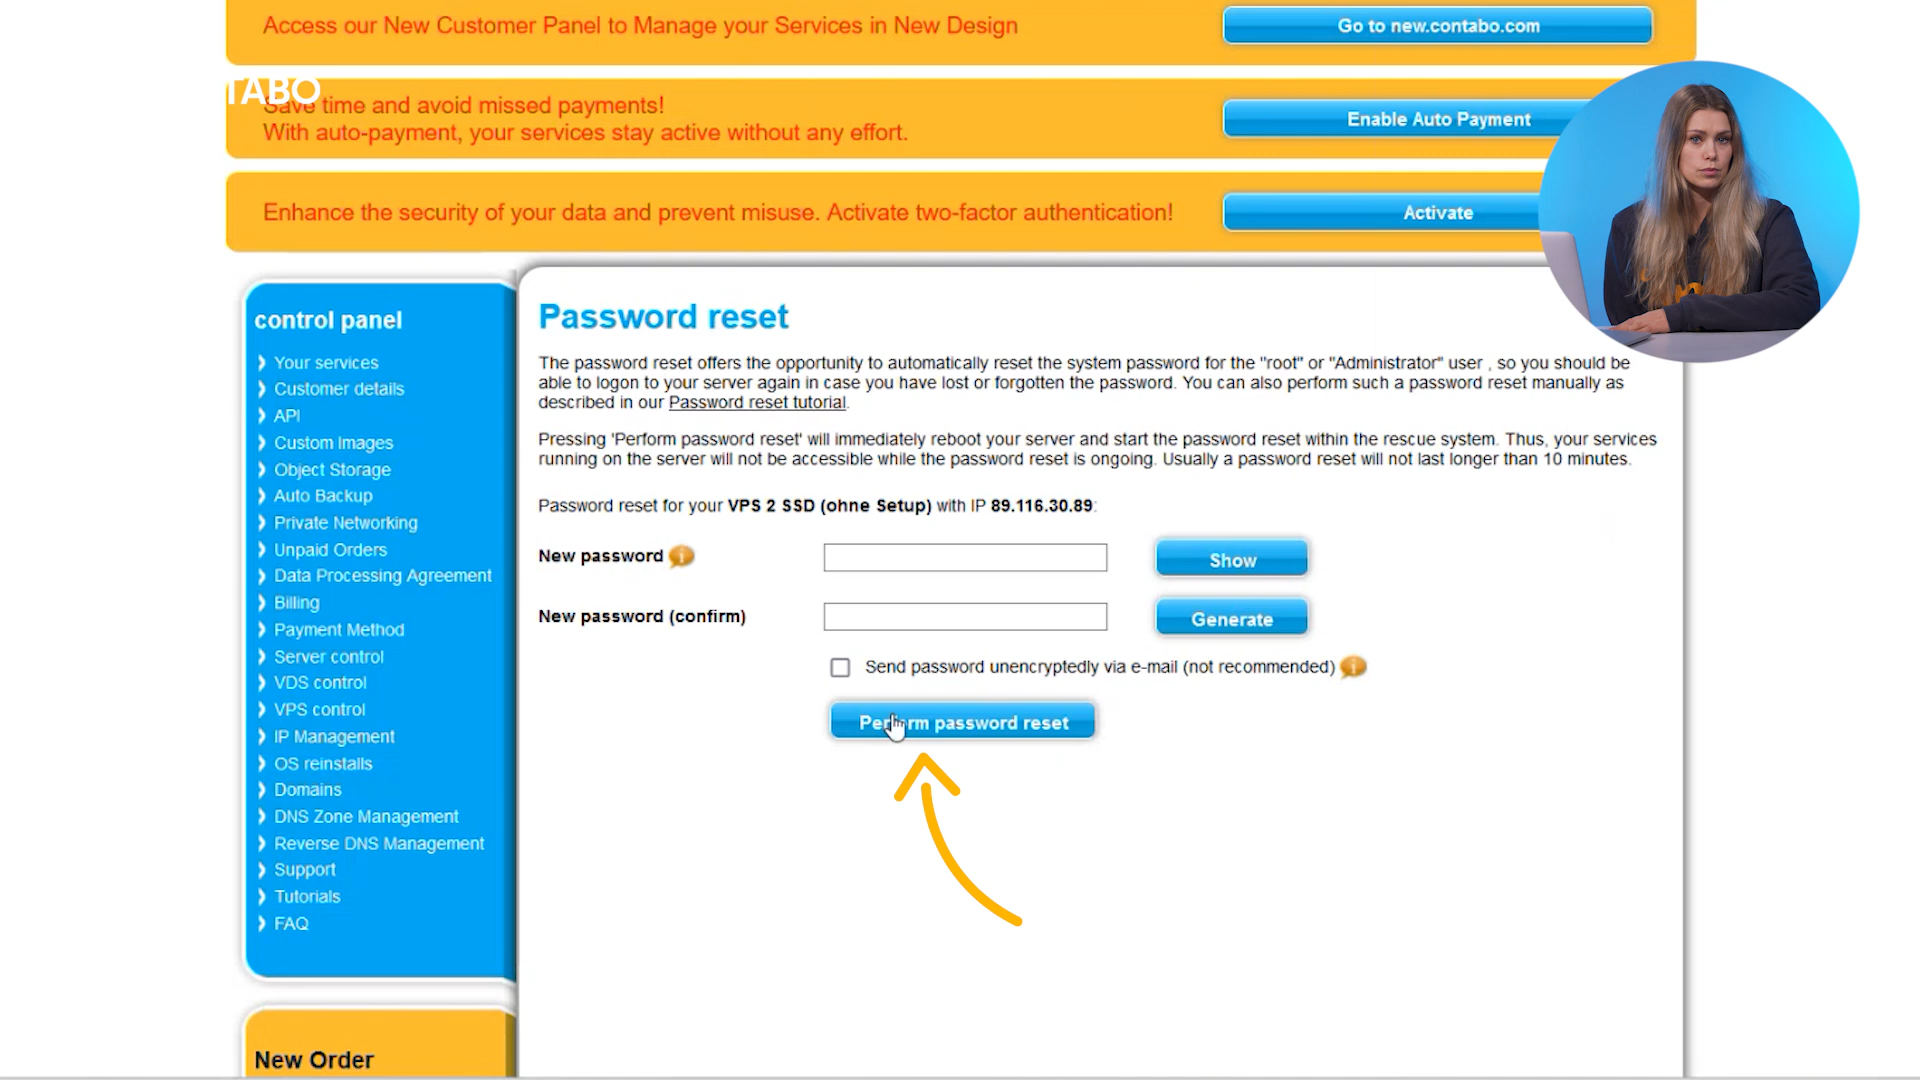 Access our New Customer Panel to Manage your Services in New Design
Go to new.contabo.com
TABO
Save time and avoid missed payments!
With auto-payment, your services stay active without any effort.
Enable Auto Payment
Enhance the security of your data and prevent misuse. Activate two-factor authentication!
Activate
control panel
Your services
Customer details
API
Custom Images
Object Storage
Auto Backup
Private Networking
Unpaid Orders
Data Processing Agreement
Billing
Payment Method
Server control
VDS control
VPS control
IP Management
OS reinstalls
Domains
DNS Zone Management
Reverse DNS Management
Support
Tutorials
FAQ
New Order
Password reset
The password reset offers the opportunity to automatically reset the system password for the "root" or "Administrator" user , so you should be
able to logon to your server again in case you have lost or forgotten the password. You can also perform such a password reset manually as
described in our Password reset tutorial.
Pressing 'Perform password reset' will immediately reboot your server and start the password reset within the rescue system. Thus, your services
running on the server will not be accessible while the password reset is ongoing. Usually a password reset will not last longer than 10 minutes.
Password reset for your VPS 2 SSD (ohne Setup) with IP 89.116.30.89:
New password
Show
New password (confirm)
Generate
Send password unencryptedly via e-mail (not recommended)
Perform password reset